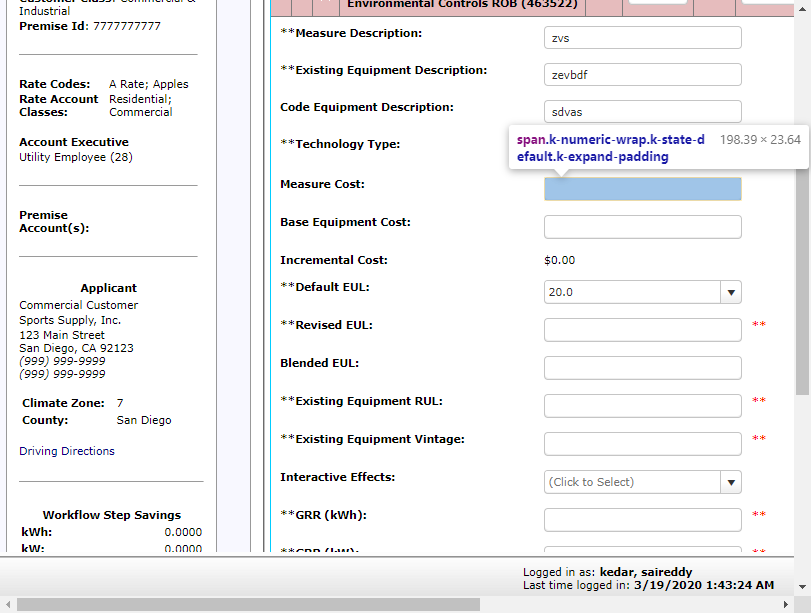 Customer Class: Commercial &
Industrial
Premise Id: 7777777777
Rate Codes: A Rate; Apples
Rate Account Classes: Residential; Commercial
Account Executive
Utility Employee (28)
Premise
Account(s):
Applicant
Commercial Customer
Sports Supply, Inc.
123 Main Street
San Diego, CA 92123
(999) 999-9999
(999) 999-9999
Climate Zone: 7
County: San Diego
Driving Directions
Workflow Step Savings
kWh: 0.0000
kW: 0.0000
Environmental Controls ROB (463522)
**Measure Description: zvs
**Existing Equipment Description: zevbdf
Code Equipment Description: sdvas
**Technology Type:
span.k-numeric-wrap.k-state-d 198.39 × 23.64
efault.k-expand-padding
Measure Cost:
Base Equipment Cost:
Incremental Cost: $0.00
**Default EUL: 20.0
**Revised EUL: **
Blended EUL:
**Existing Equipment RUL: **
**Existing Equipment Vintage: **
Interactive Effects: (Click to Select)
**GRR (kWh): **
**GRR (kW): **
Logged in as: kedar, saireddy
Last time logged in: 3/19/2020 1:43:24 AM